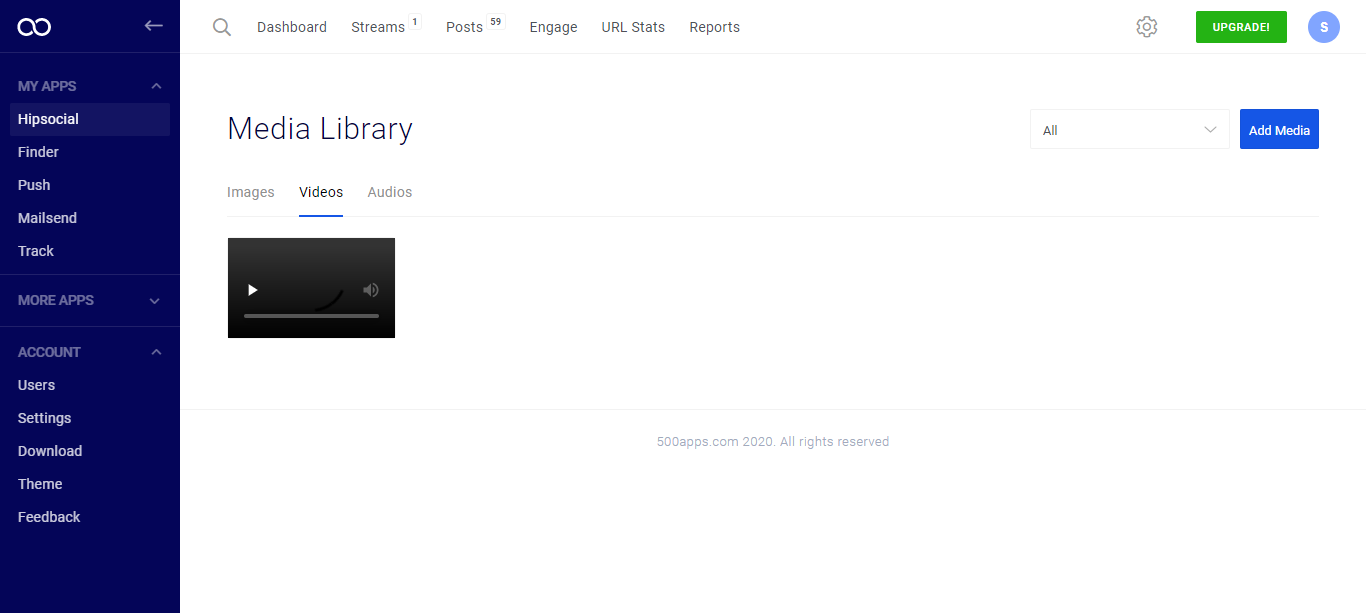 Dashboard Streams 1 Posts 59 Engage URL Stats Reports UPGRADE! S
MY APPS
Hipsocial
Finder
Push
Mailsend
Track
MORE APPS
ACCOUNT
Users
Settings
Download
Theme
Feedback
Media Library
All
Add Media
Images Videos Audios
500apps.com 2020. All rights reserved